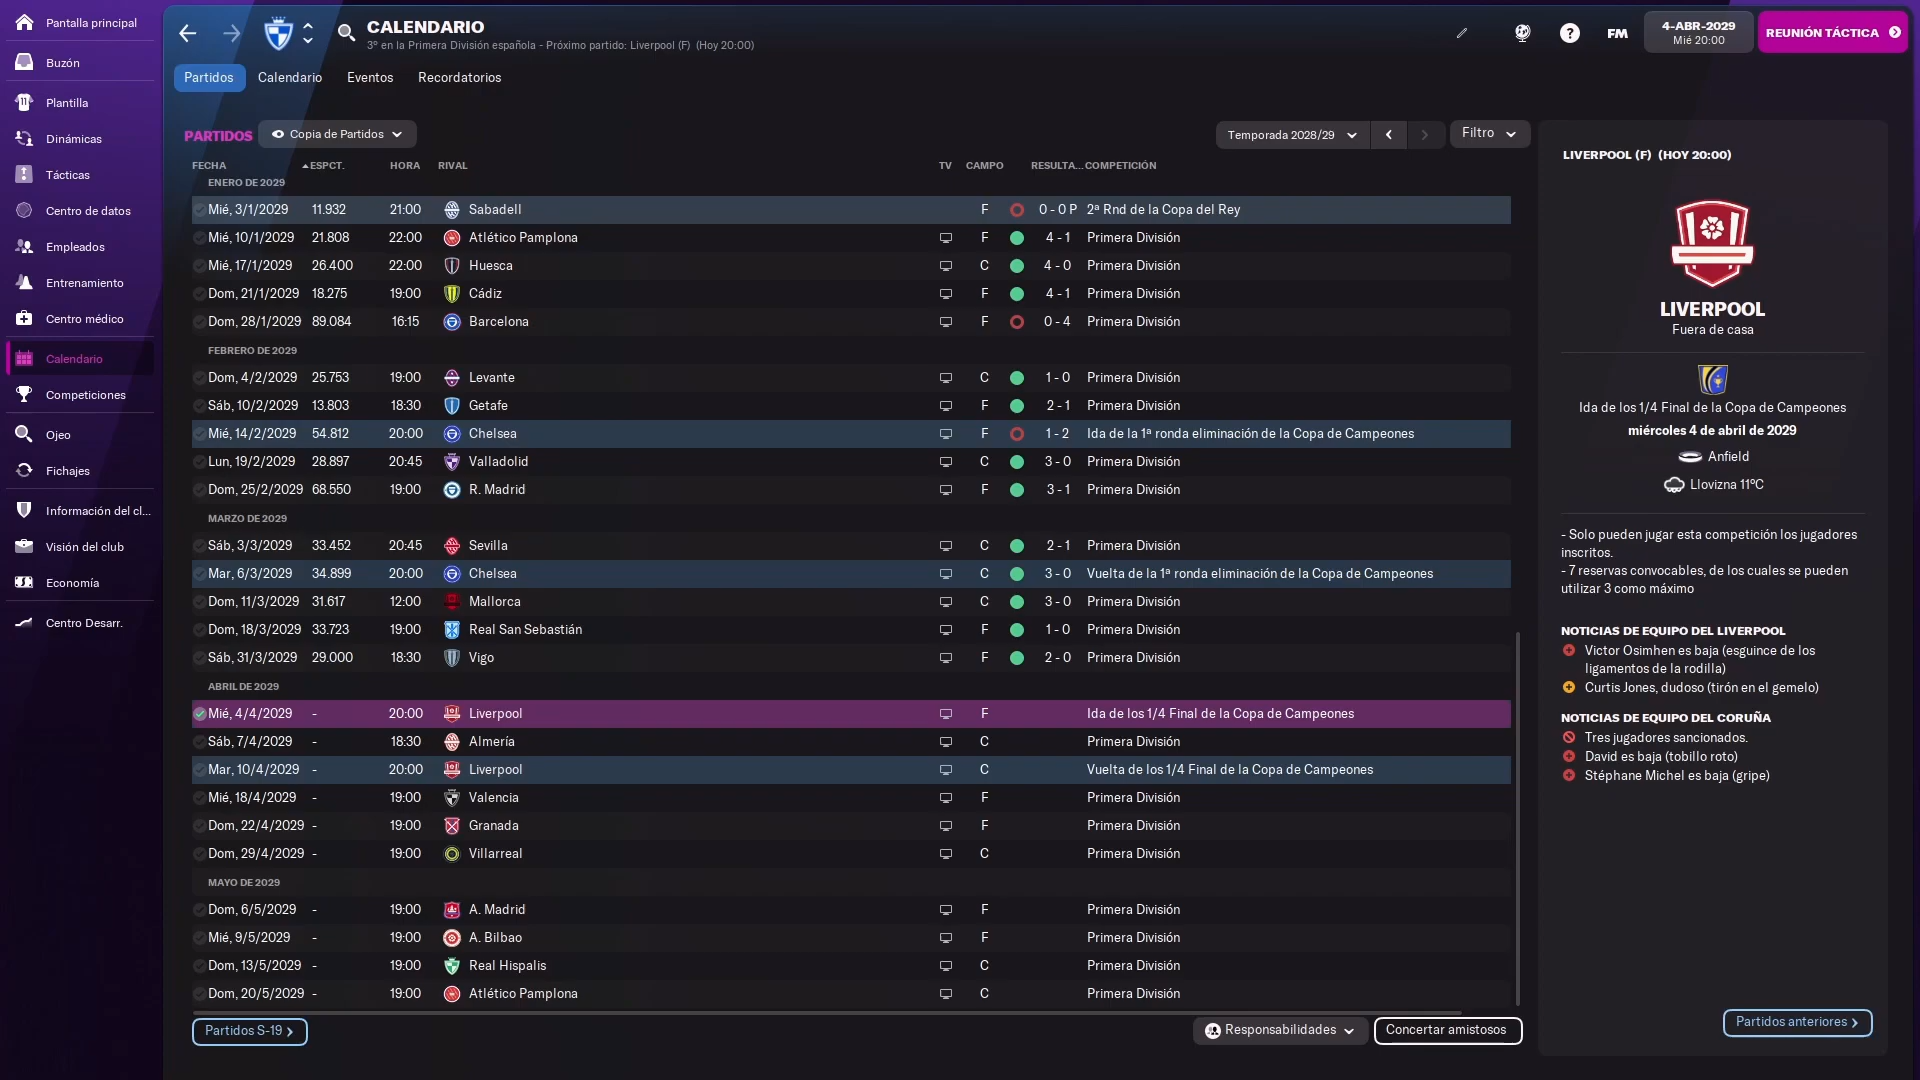 Pantalla principal
Buzón
Plantilla
Dinámicas
Tácticas
Centro de datos
Empleados
Entrenamiento
Centro médico
Calendario
Competiciones
Ojeo
Fichajes
Información del cl...
Visión del club
Economía
Centro Desarr.
CALENDARIO
3º en la Primera División española - Próximo partido: Liverpool (F) (Hoy 20:00)
FM
4-ABR-2029
Mié 20:00
REUNIÓN TÁCTICA
Partidos Calendario Eventos Recordatorios
PARTIDOS Copia de Partidos Temporada 2028/29 Filtro
FECHA ESPCT. HORA RIVAL TV CAMPO RESULTA... COMPETICIÓN
ENERO DE 2029
Mié, 3/1/2029 11.932 21:00 Sabadell F 0 - 0 P 2ª Rnd de la Copa del Rey
Mié, 10/1/2029 21.808 22:00 Atlético Pamplona F 4 - 1 Primera División
Mié, 17/1/2029 26.400 22:00 Huesca C 4 - 0 Primera División
Dom, 21/1/2029 18.275 19:00 Cádiz F 4 - 1 Primera División
Dom, 28/1/2029 89.084 16:15 Barcelona F 0 - 4 Primera División
FEBRERO DE 2029
Dom, 4/2/2029 25.753 19:00 Levante C 1 - 0 Primera División
Sáb, 10/2/2029 13.803 18:30 Getafe F 2 - 1 Primera División
Mié, 14/2/2029 54.812 20:00 Chelsea F 1 - 2 Ida de la 1ª ronda eliminación de la Copa de Campeones
Lun, 19/2/2029 28.897 20:45 Valladolid C 3 - 0 Primera División
Dom, 25/2/2029 68.550 19:00 R. Madrid F 3 - 1 Primera División
MARZO DE 2029
Sáb, 3/3/2029 33.452 20:45 Sevilla C 2 - 1 Primera División
Mar, 6/3/2029 34.899 20:00 Chelsea C 3 - 0 Vuelta de la 1ª ronda eliminación de la Copa de Campeones
Dom, 11/3/2029 31.617 12:00 Mallorca C 3 - 0 Primera División
Dom, 18/3/2029 33.723 19:00 Real San Sebastián F 1 - 0 Primera División
Sáb, 31/3/2029 29.000 18:30 Vigo F 2 - 0 Primera División
ABRIL DE 2029
Mié, 4/4/2029 - 20:00 Liverpool F Ida de los 1/4 Final de la Copa de Campeones
Sáb, 7/4/2029 - 18:30 Almería C Primera División
Mar, 10/4/2029 - 20:00 Liverpool C Vuelta de los 1/4 Final de la Copa de Campeones
Mié, 18/4/2029 - 19:00 Valencia F Primera División
Dom, 22/4/2029 - 19:00 Granada F Primera División
Dom, 29/4/2029 - 19:00 Villarreal C Primera División
MAYO DE 2029
Dom, 6/5/2029 - 19:00 A. Madrid F Primera División
Mié, 9/5/2029 - 19:00 A. Bilbao F Primera División
Dom, 13/5/2029 - 19:00 Real Hispalis C Primera División
Dom, 20/5/2029 - 19:00 Atlético Pamplona C Primera División
Partidos S-19 Responsabilidades Concertar amistosos
LIVERPOOL (F) (HOY 20:00)
LIVERPOOL
Fuera de casa
Ida de los 1/4 Final de la Copa de Campeones
miércoles 4 de abril de 2029
Anfield
Llovizna 11ºC
- Solo pueden jugar esta competición los jugadores
inscritos.
- 7 reservas convocables, de los cuales se pueden
utilizar 3 como máximo
NOTICIAS DE EQUIPO DEL LIVERPOOL
Victor Osimhen es baja (esguince de los
ligamentos de la rodilla)
Curtis Jones, dudoso (tirón en el gemelo)
NOTICIAS DE EQUIPO DEL CORUÑA
Tres jugadores sancionados.
David es baja (tobillo roto)
Stéphane Michel es baja (gripe)
Partidos anteriores